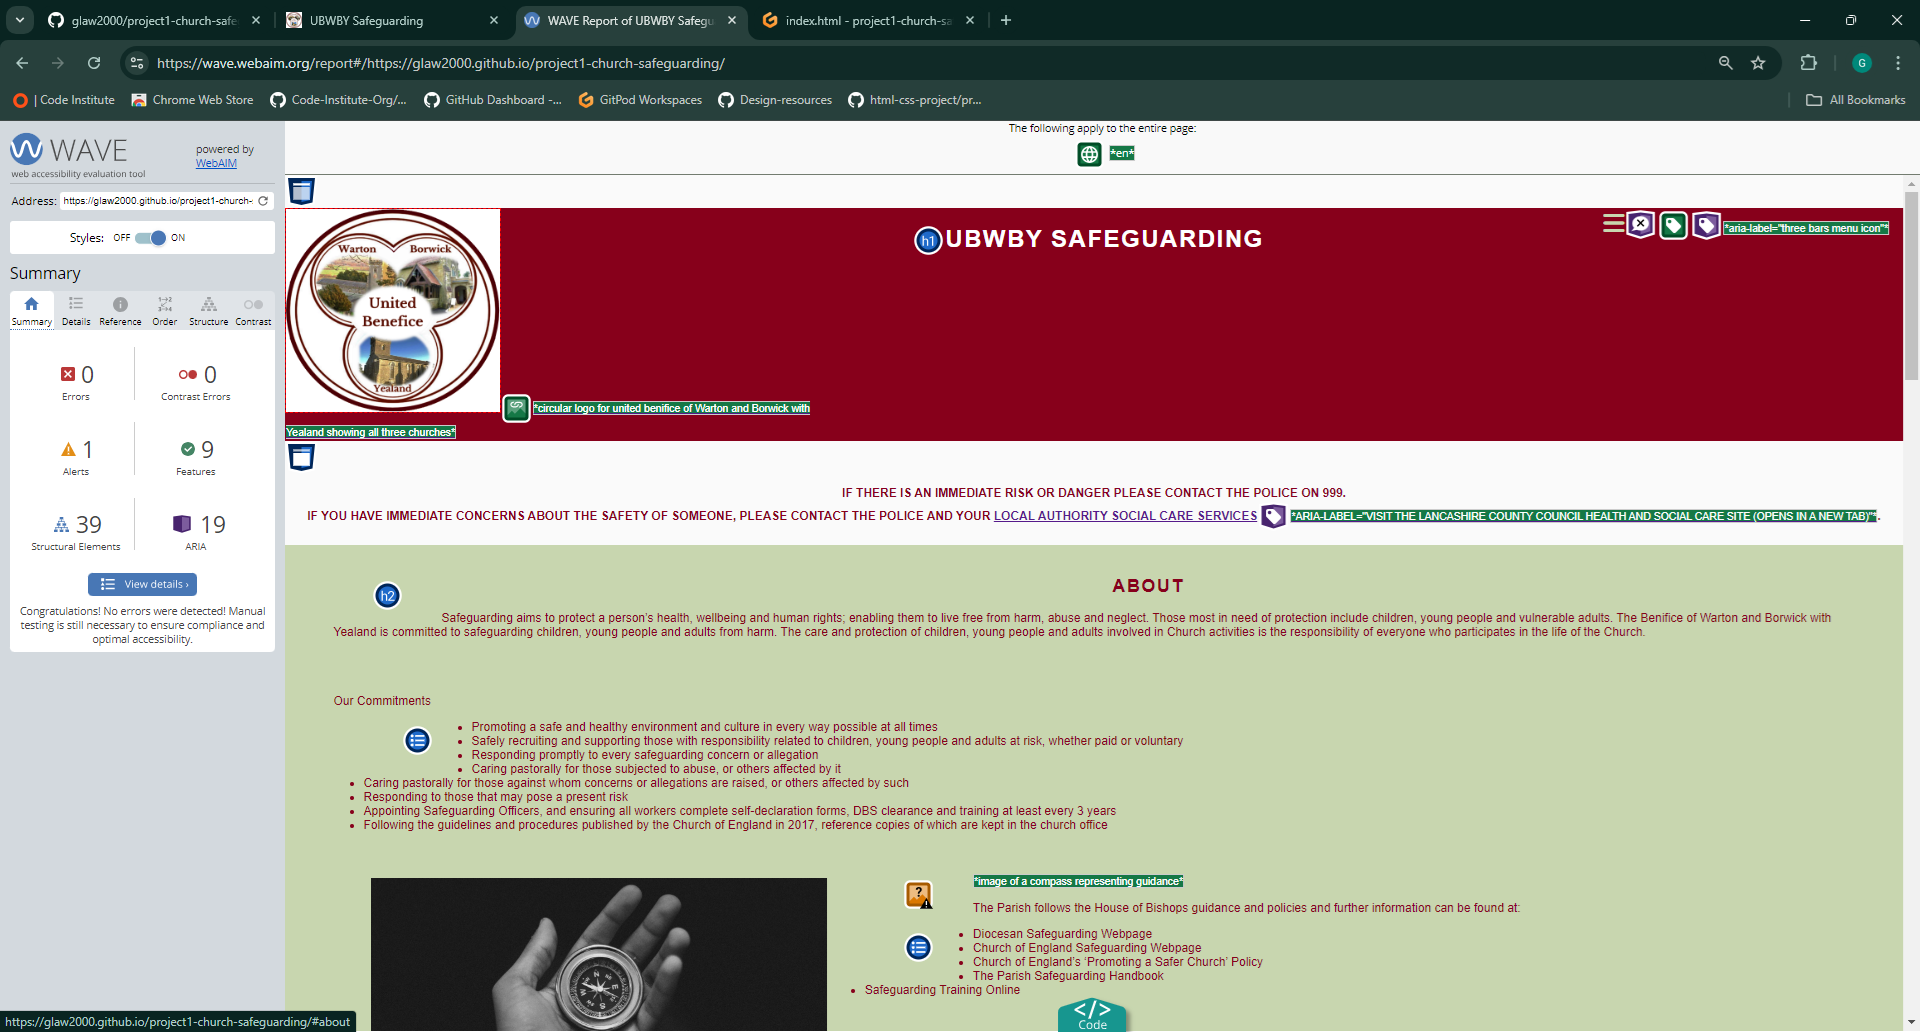 glaw2000/project1-church-safe
UBWBY Safeguarding
WAVE Report of UBWBY Safegu
index.html - project1-church-sa
https://wave.webaim.org/report#/https://glaw2000.github.io/project1-church-safeguarding/
G
| Code Institute
Chrome Web Store
Code-Institute-Org/...
GitHub Dashboard -...
GitPod Workspaces
Design-resources
html-css-project/pr...
All Bookmarks
WAVE
web accessibility evaluation tool
powered by
WebAIM
Address: https://glaw2000.github.io/project1-church-
Styles: OFF ON
Summary
Summary Details Reference Order Structure Contrast
0 Errors
0 Contrast Errors
1 Alerts
9 Features
39 Structural Elements
19 ARIA
View details ›
Congratulations! No errors were detected! Manual
testing is still necessary to ensure compliance and
optimal accessibility.
The following apply to the entire page:
*en*
Warton Borwick
United
Benefice
Yealand
h1 UBWBY SAFEGUARDING
*aria-label="three bars menu icon"*
*circular logo for united benifice of Warton and Borwick with
Yealand showing all three churches*
IF THERE IS AN IMMEDIATE RISK OR DANGER PLEASE CONTACT THE POLICE ON 999.
IF YOU HAVE IMMEDIATE CONCERNS ABOUT THE SAFETY OF SOMEONE, PLEASE CONTACT THE POLICE AND YOUR LOCAL AUTHORITY SOCIAL CARE SERVICES *ARIA-LABEL="VISIT THE LANCASHIRE COUNTY COUNCIL HEALTH AND SOCIAL CARE SITE (OPENS IN A NEW TAB)"*.
h2 ABOUT
Safeguarding aims to protect a person's health, wellbeing and human rights; enabling them to live free from harm, abuse and neglect. Those most in need of protection include children, young people and vulnerable adults. The Benifice of Warton and Borwick with
Yealand is committed to safeguarding children, young people and adults from harm. The care and protection of children, young people and adults involved in Church activities is the responsibility of everyone who participates in the life of the Church.
Our Commitments
• Promoting a safe and healthy environment and culture in every way possible at all times
• Safely recruiting and supporting those with responsibility related to children, young people and adults at risk, whether paid or voluntary
• Responding promptly to every safeguarding concern or allegation
• Caring pastorally for those subjected to abuse, or others affected by it
• Caring pastorally for those against whom concerns or allegations are raised, or others affected by such
• Responding to those that may pose a present risk
• Appointing Safeguarding Officers, and ensuring all workers complete self-declaration forms, DBS clearance and training at least every 3 years
• Following the guidelines and procedures published by the Church of England in 2017, reference copies of which are kept in the church office
*image of a compass representing guidance*
The Parish follows the House of Bishops guidance and policies and further information can be found at:
• Diocesan Safeguarding Webpage
• Church of England Safeguarding Webpage
• Church of England's 'Promoting a Safer Church' Policy
• The Parish Safeguarding Handbook
• Safeguarding Training Online
</>
Code
https://glaw2000.github.io/project1-church-safeguarding/#about